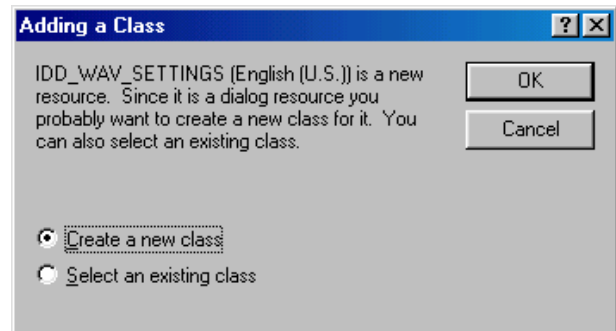 Adding a Class
IDD_WAV_SETTINGS (English (U.S.)) is a new
resource. Since it is a dialog resource you
probably want to create a new class for it. You
can also select an existing class.
OK
Cancel
Create a new class
Select an existing class